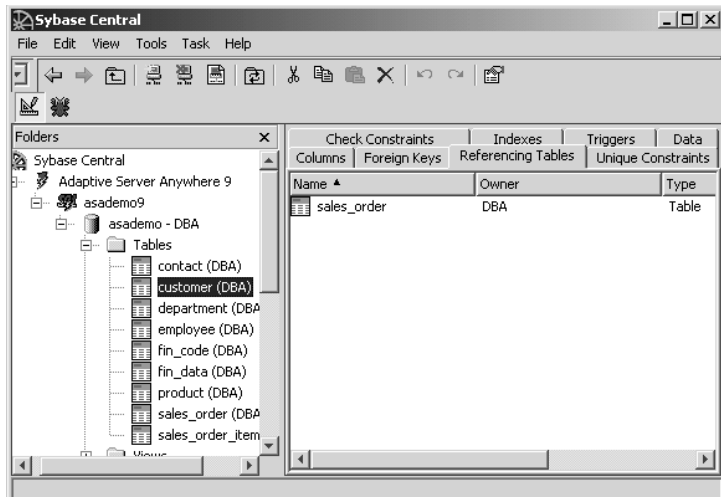 Sybase Central
File Edit View Tools Task Help
Folders
Sybase Central
Adaptive Server Anywhere 9
asademo9
asademo - DBA
Tables
contact (DBA)
customer (DBA)
department (DBA
employee (DBA)
fin_code (DBA)
fin_data (DBA)
product (DBA)
sales_order (DBA
sales_order_item
Views
Check Constraints Indexes Triggers Data
Columns Foreign Keys Referencing Tables Unique Constraints
Name Owner Type
sales_order DBA Table